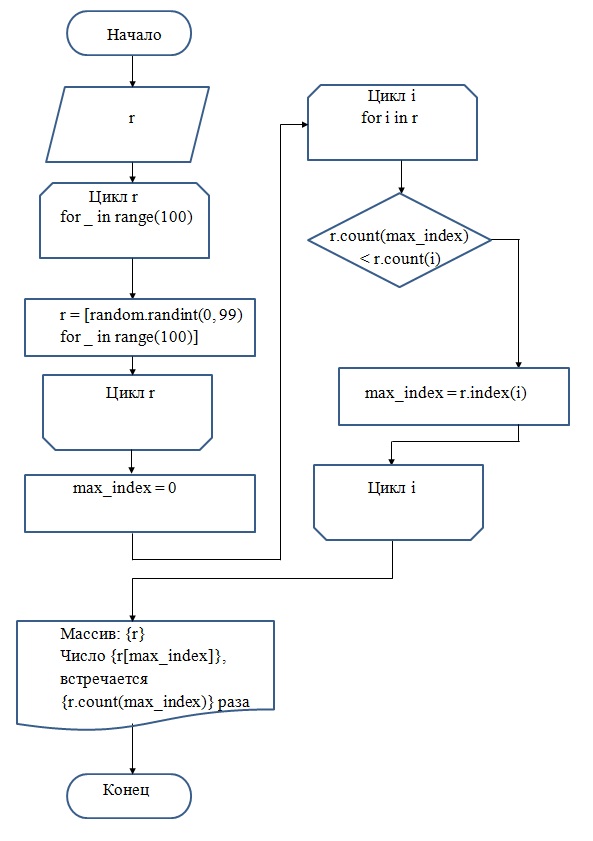 Начало
r
Цикл r
for _ in range(100)
r = [random.randint(0, 99)
for _ in range(100)]
Цикл r
max_index = 0
Цикл i
for i in r
r.count(max_index)
< r.count(i)
max_index = r.index(i)
Цикл i
Массив: {r}
Число {r[max_index]},
встречается
{r.count(max_index)} раза
Конец